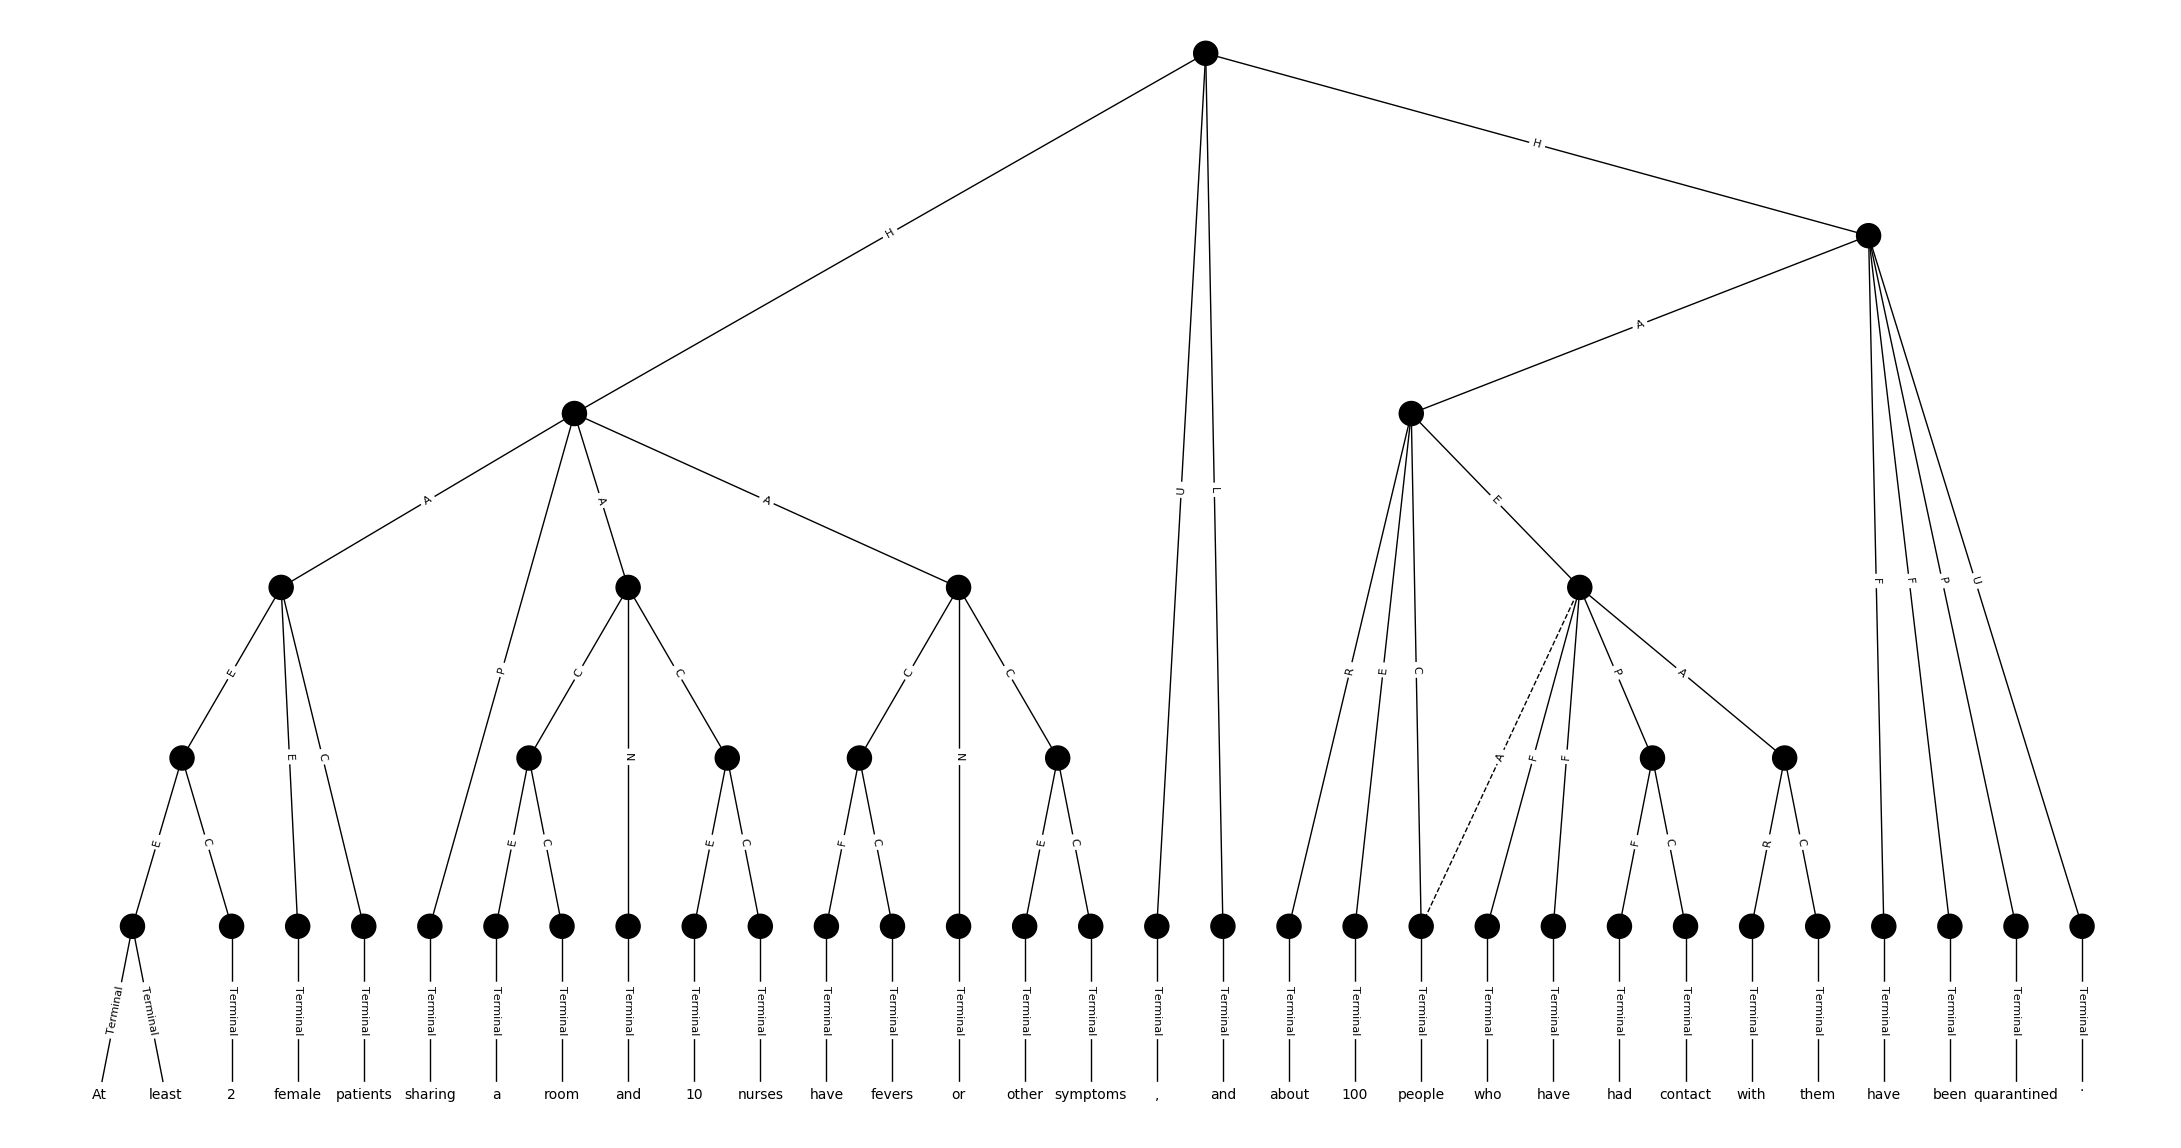 H
H
A
A
A
A
U
L
E
F
F
P
U
E
C
P
C
C
C
C
R
E
C
P
A
E
C
N
N
A
F
F
E
C
E
C
E
C
F
C
E
C
F
C
R
C
Terminal Terminal Terminal Terminal Terminal Terminal Terminal Terminal Terminal Terminal Terminal Terminal Terminal Terminal Terminal Terminal Terminal Terminal Terminal Terminal Terminal Terminal Terminal Terminal Terminal Terminal Terminal Terminal Terminal Terminal Terminal
At least 2 female patients sharing a room and 10 nurses have fevers or other symptoms , and about 100 people who have had contact with them have been quarantined .